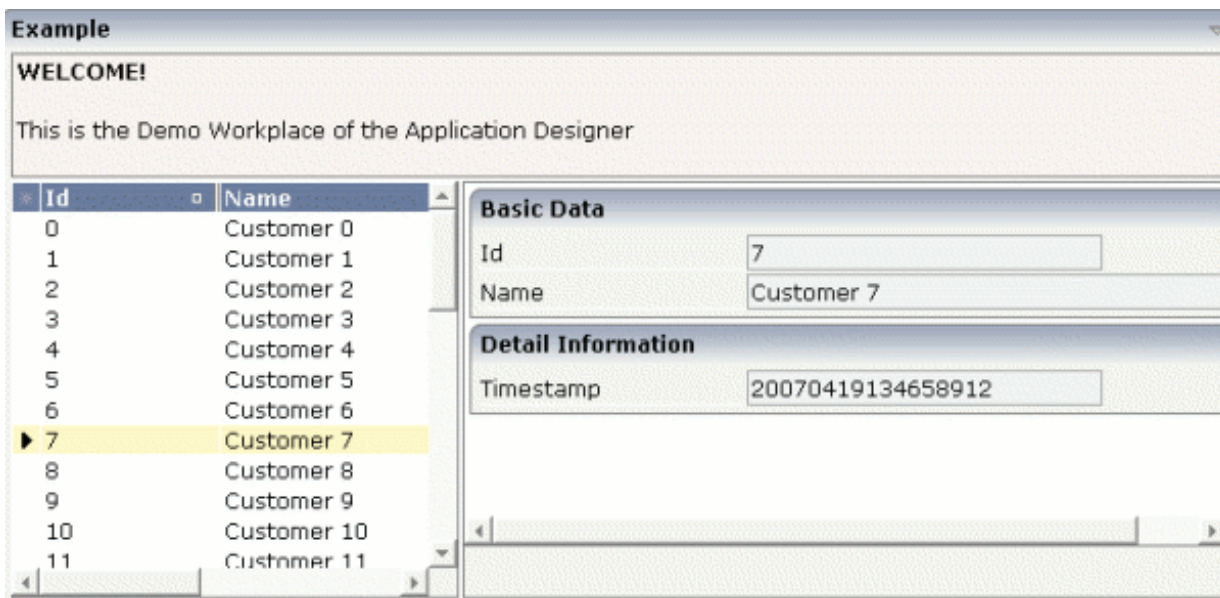 Example
WELCOME!
This is the Demo Workplace of the Application Designer
Id Name
0 Customer 0
1 Customer 1
2 Customer 2
3 Customer 3
4 Customer 4
5 Customer 5
6 Customer 6
7 Customer 7
8 Customer 8
9 Customer 9
10 Customer 10
11 Customer 11
Basic Data
Id 7
Name Customer 7
Detail Information
Timestamp 20070419134658912